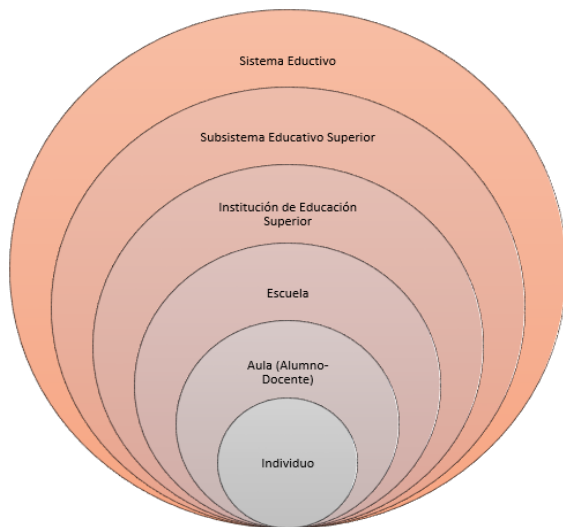 Sistema Eductivo
Subsistema Educativo Superior
Institución de Educación
Superior
Escuela
Aula (Alumno-
Docente)
Individuo